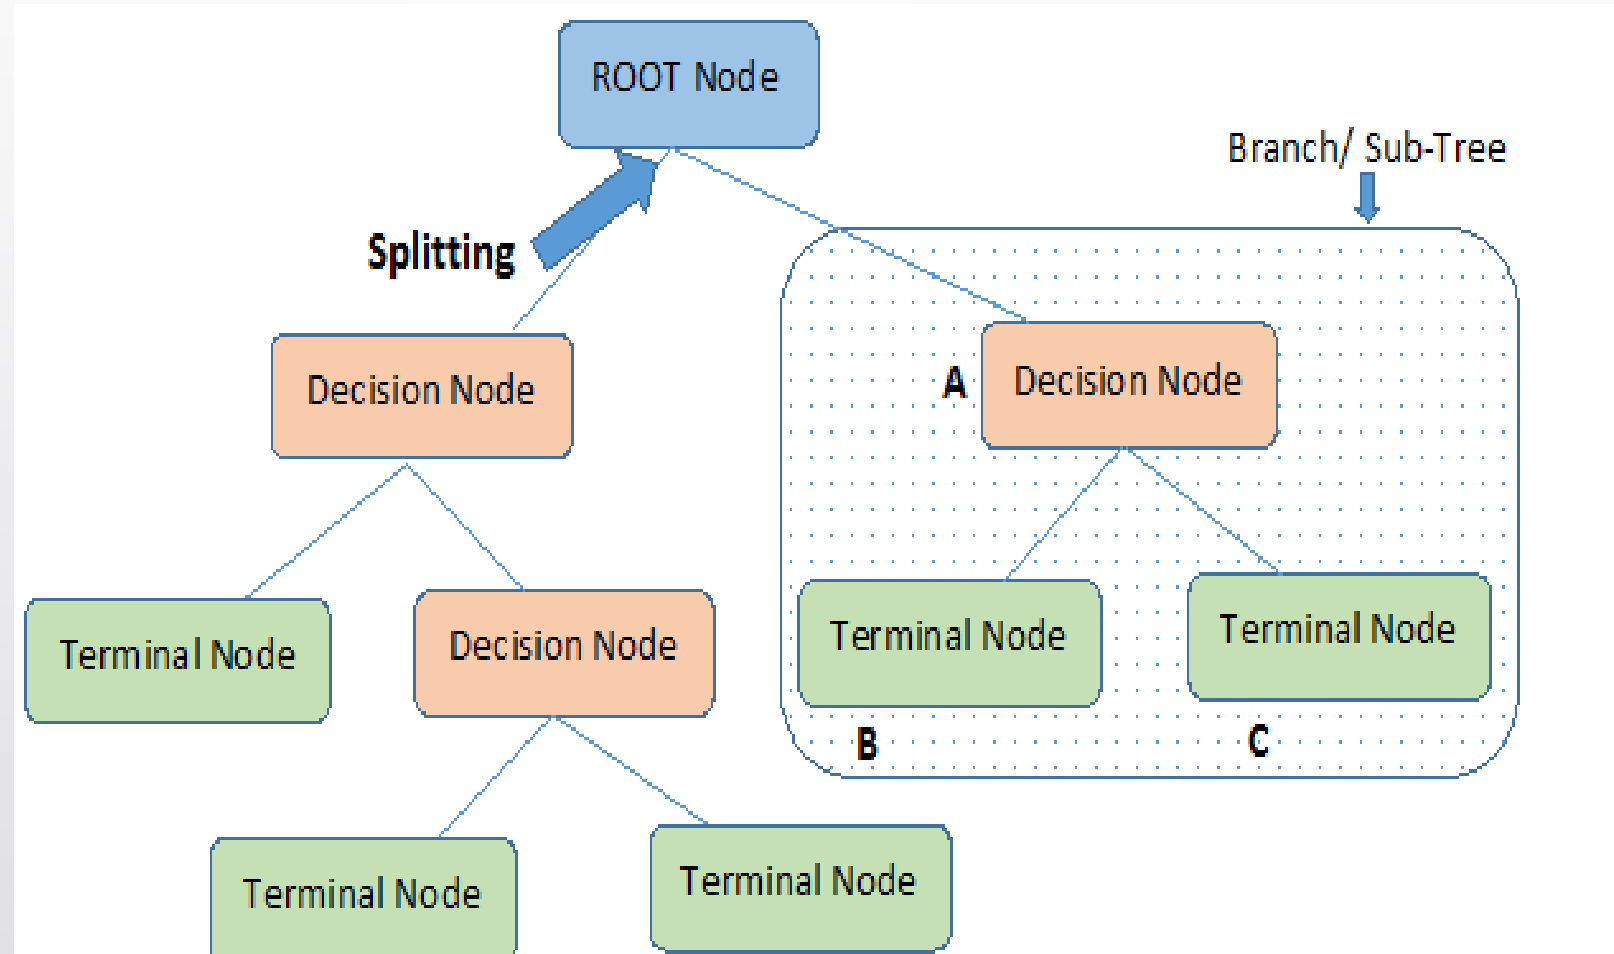 ROOT Node
Branch/ Sub-Tree
Splitting
Decision Node
A
Decision Node
Terminal Node
Decision Node
Terminal Node
Terminal Node
B
C
Terminal Node
Terminal Node